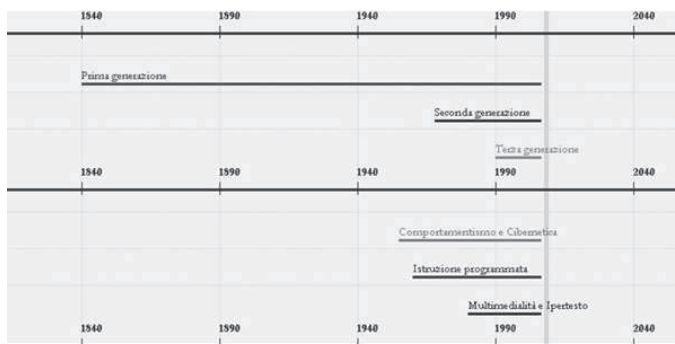 1840 1890 1940 1990 2040
Prima generazione
Seconda generazione
Terza generazione
1840 1890 1940 1990 2040
Comportamentismo e Cibernetica
Istruzione programmata
Multimedialità e Ipertesto
1840 1890 1940 1990 2040